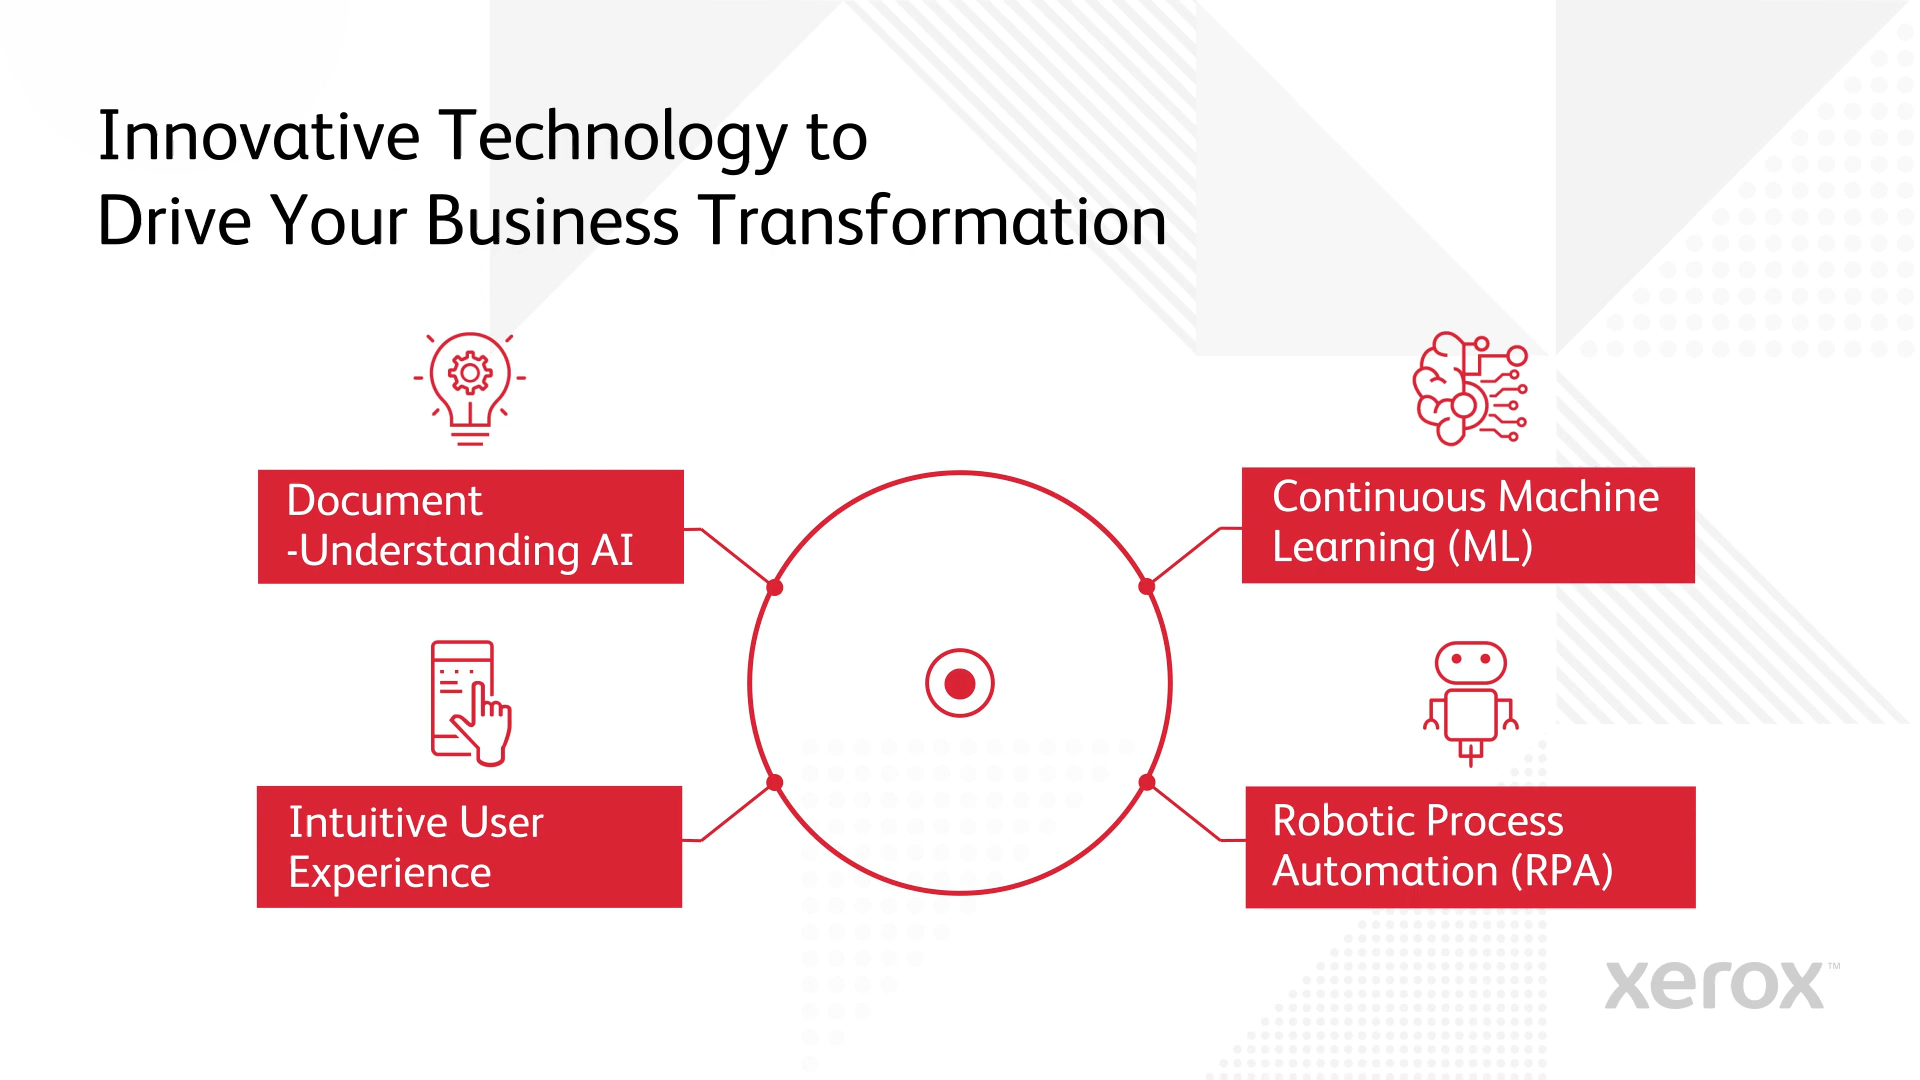 Innovative Technology to
Drive Your Business Transformation
Document
-Understanding AI
Continuous Machine
Learning (ML)
Intuitive User
Experience
Robotic Process
Automation (RPA)
xerox™